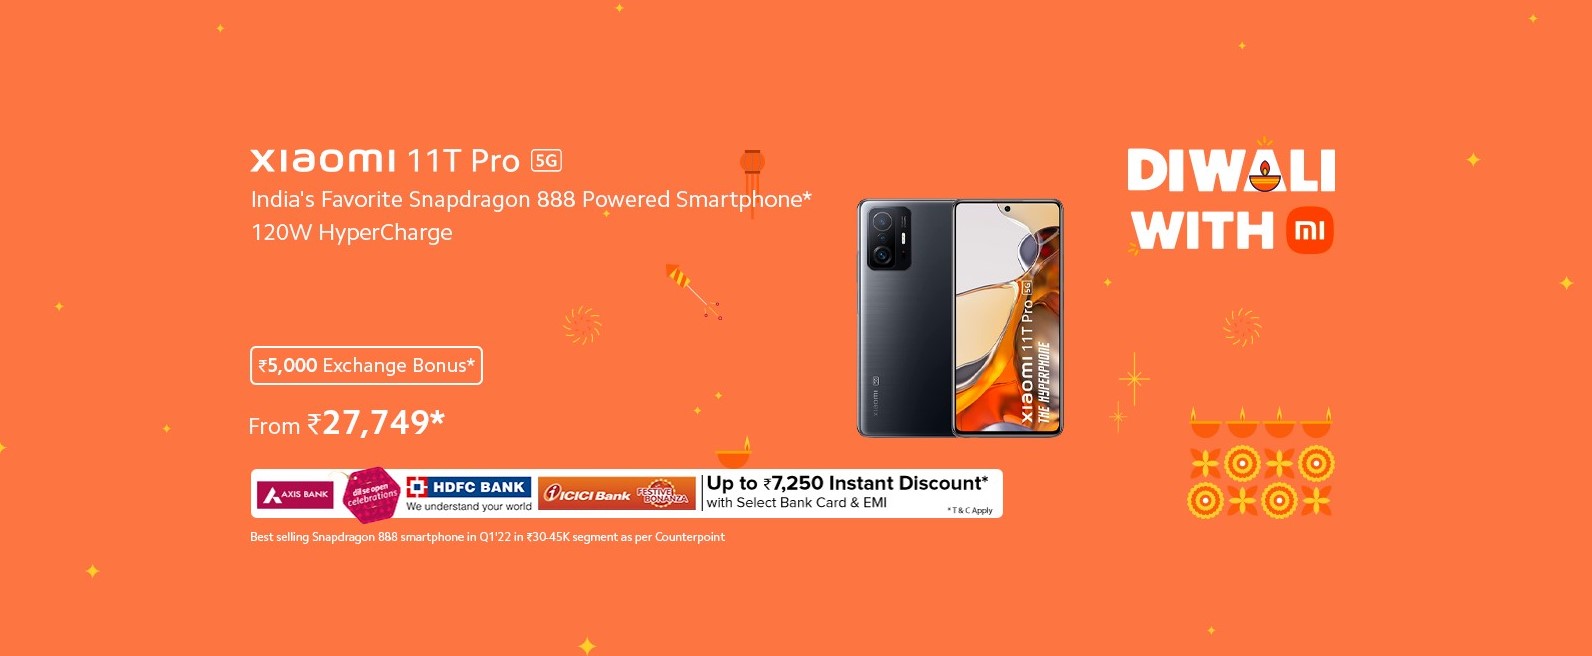 xiaomi 11T Pro 5G
India's Favorite Snapdragon 888 Powered Smartphone*
120W HyperCharge
DIWALI
WITH mi
xiaomi 11T Pro 5G
THE HYPERPHONE
xiaomi 5G
₹5,000 Exchange Bonus*
From ₹27,749*
AXIS BANK
dil se open
celebrations
HDFC BANK
We understand your world
ICICI Bank
FESTIVE
BONANZA
Up to ₹7,250 Instant Discount*
with Select Bank Card & EMI
*T & C Apply
Best selling Snapdragon 888 smartphone in Q1'22 in ₹30-45K segment as per Counterpoint